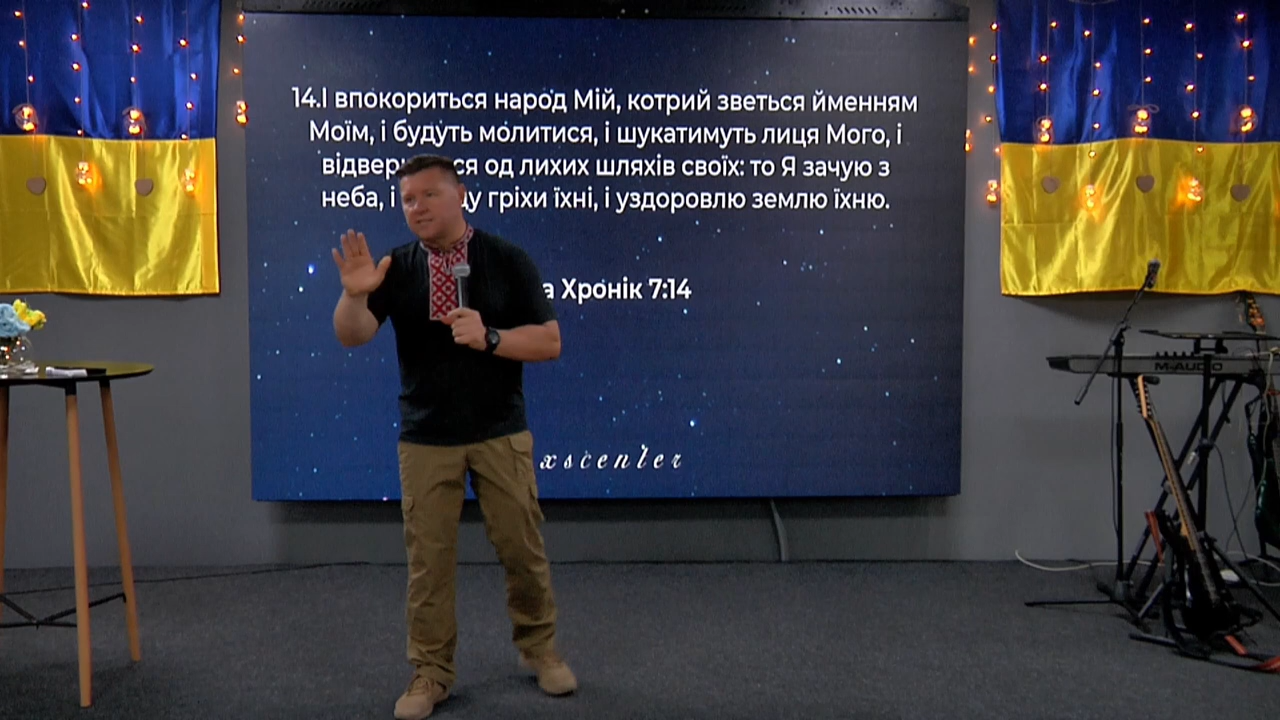 14.І впокориться народ Мій, котрий зветься йменням
Моїм, і будуть молитися, і шукатимуть лиця Мого, і
од лихих шляхів своїх: то Я зачую з
неба, і гріхи їхні, і уздоровлю землю їхню.
Хронік 7:14
xscenter
M-AUDIO